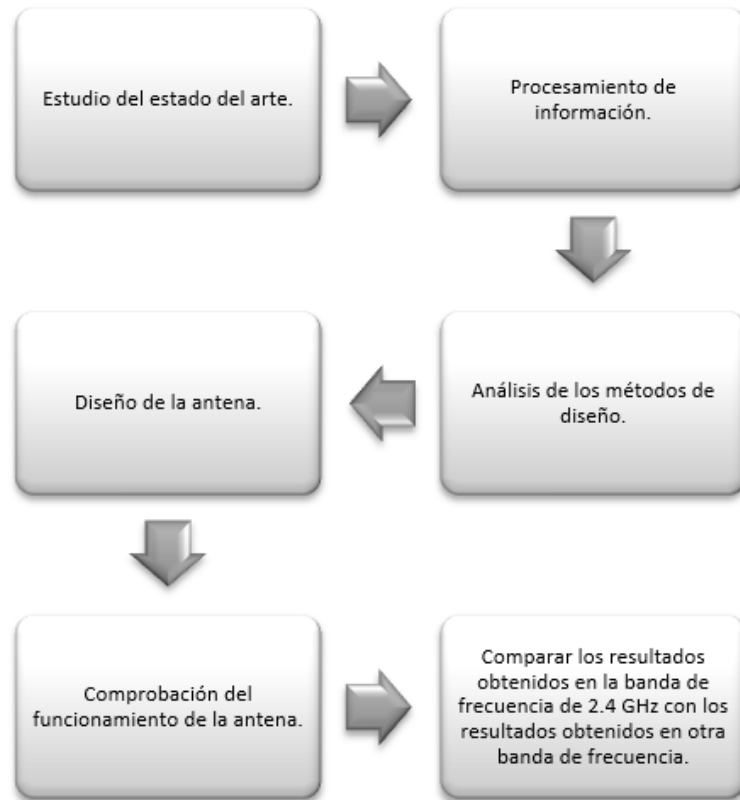 Estudio del estado del arte.
Procesamiento de
información.
Análisis de los métodos de
diseño.
Diseño de la antena.
Comprobación del
funcionamiento de la antena.
Comparar los resultados
obtenidos en la banda de
frecuencia de 2.4 GHz con los
resultados obtenidos en otra
banda de frecuencia.